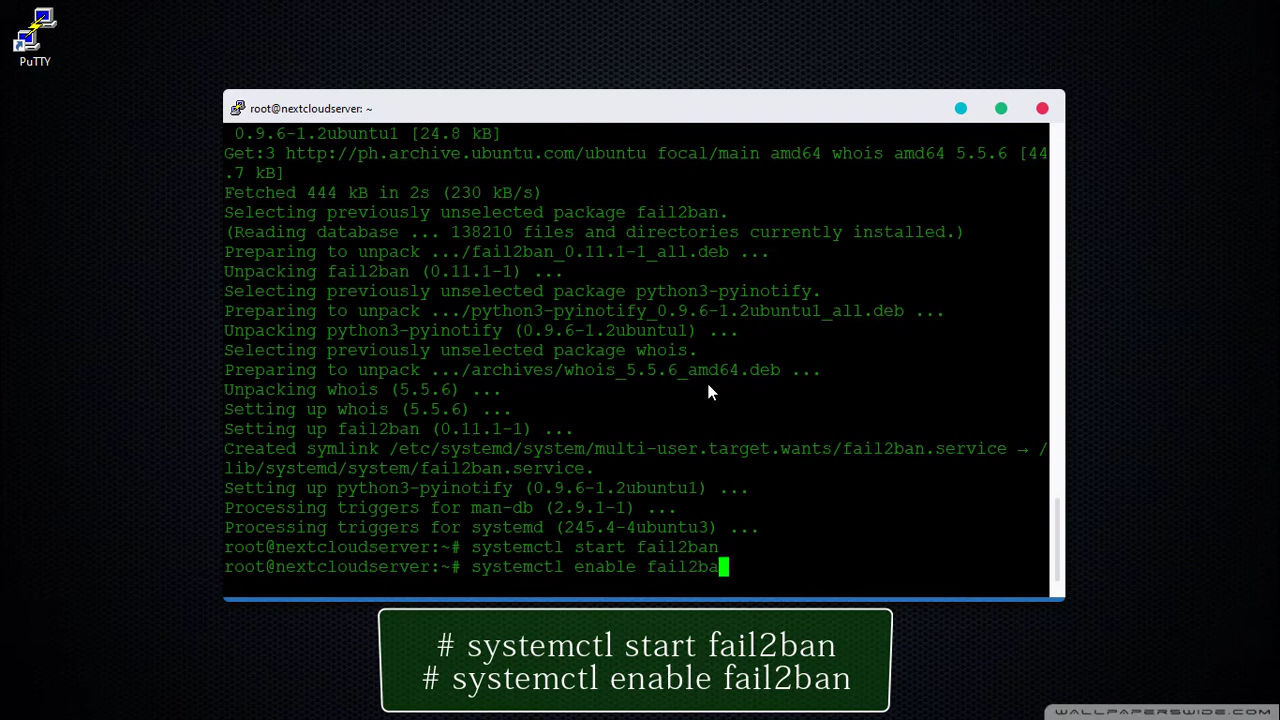 PuTTY
root@nextcloudserver: ~
0.9.6-1.2ubuntu1 [24.8 kB]
Get:3 http://ph.archive.ubuntu.com/ubuntu focal/main amd64 whois amd64 5.5.6 [44
.7 kB]
Fetched 444 kB in 2s (230 kB/s)
Selecting previously unselected package fail2ban.
(Reading database ... 138210 files and directories currently installed.)
Preparing to unpack .../fail2ban_0.11.1-1_all.deb ...
Unpacking fail2ban (0.11.1-1) ...
Selecting previously unselected package python3-pyinotify.
Preparing to unpack .../python3-pyinotify_0.9.6-1.2ubuntu1_all.deb ...
Unpacking python3-pyinotify (0.9.6-1.2ubuntu1) ...
Selecting previously unselected package whois.
Preparing to unpack .../archives/whois_5.5.6_amd64.deb ...
Unpacking whois (5.5.6) ...
Setting up whois (5.5.6) ...
Setting up fail2ban (0.11.1-1) ...
Created symlink /etc/systemd/system/multi-user.target.wants/fail2ban.service → /
lib/systemd/system/fail2ban.service.
Setting up python3-pyinotify (0.9.6-1.2ubuntu1) ...
Processing triggers for man-db (2.9.1-1) ...
Processing triggers for systemd (245.4-4ubuntu3) ...
root@nextcloudserver:~# systemctl start fail2ban
root@nextcloudserver:~# systemctl enable fail2ba
# systemctl start fail2ban
# systemctl enable fail2ban
WALLPAPERSWIDE.COM